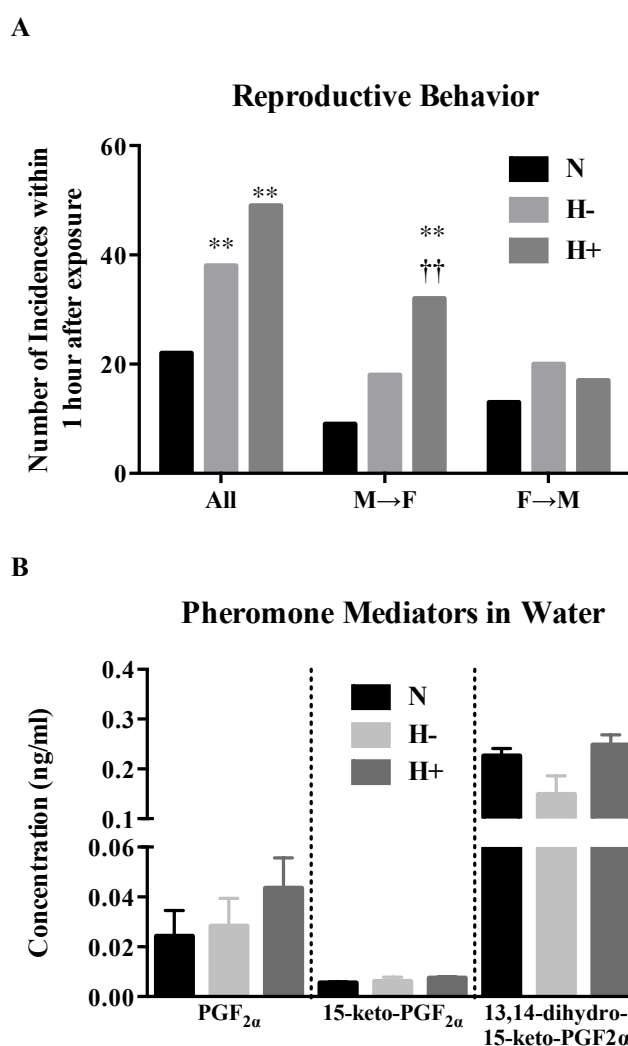 A
Reproductive Behavior
Number of Incidences within
1 hour after exposure
60
40
20
0
**
**
**
††
N
H-
H+
All
M→F
F→M
B
Pheromone Mediators in Water
Concentration (ng/ml)
0.4
0.3
0.2
0.1
0.06
0.04
0.02
0.00
N
H-
H+
PGF₂α
15-keto-PGF₂α
13,14-dihydro-
15-keto-PGF2α